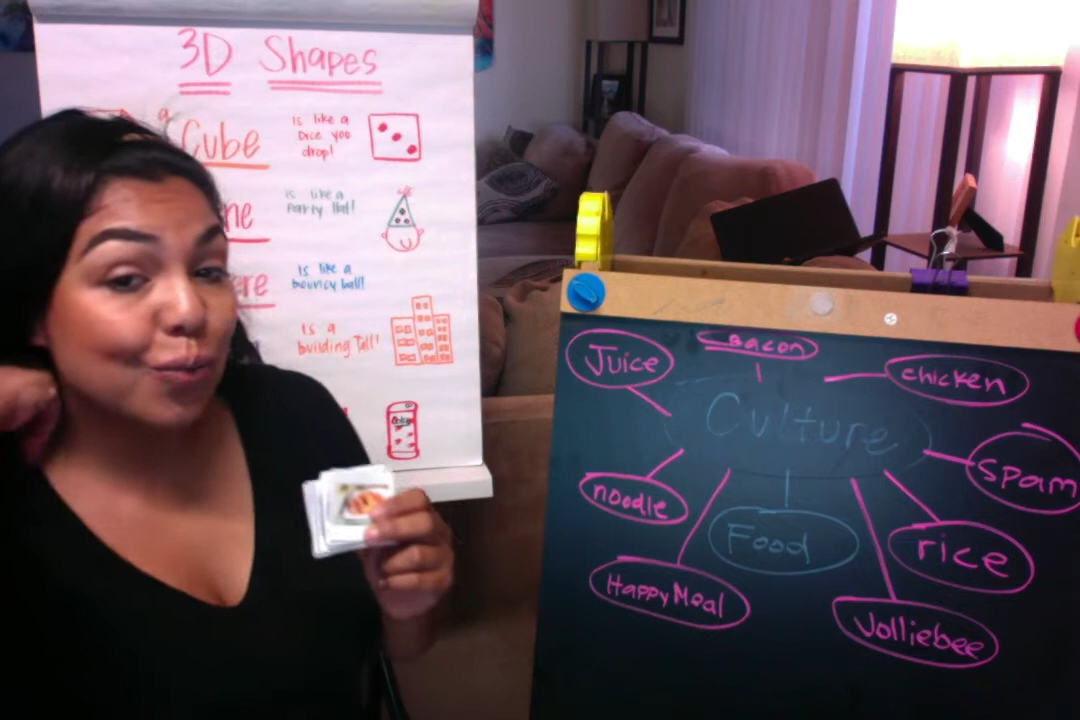 3D Shapes
a Cube
is like a
Dice you
drop!
ne
is like a
Party Hat!
ere
Is like a
bouncy ball!
Is a
building Tall!
Juice
Bacon
chicken
Culture
Spam
noodle
Food
rice
Happy Meal
Jolliebee